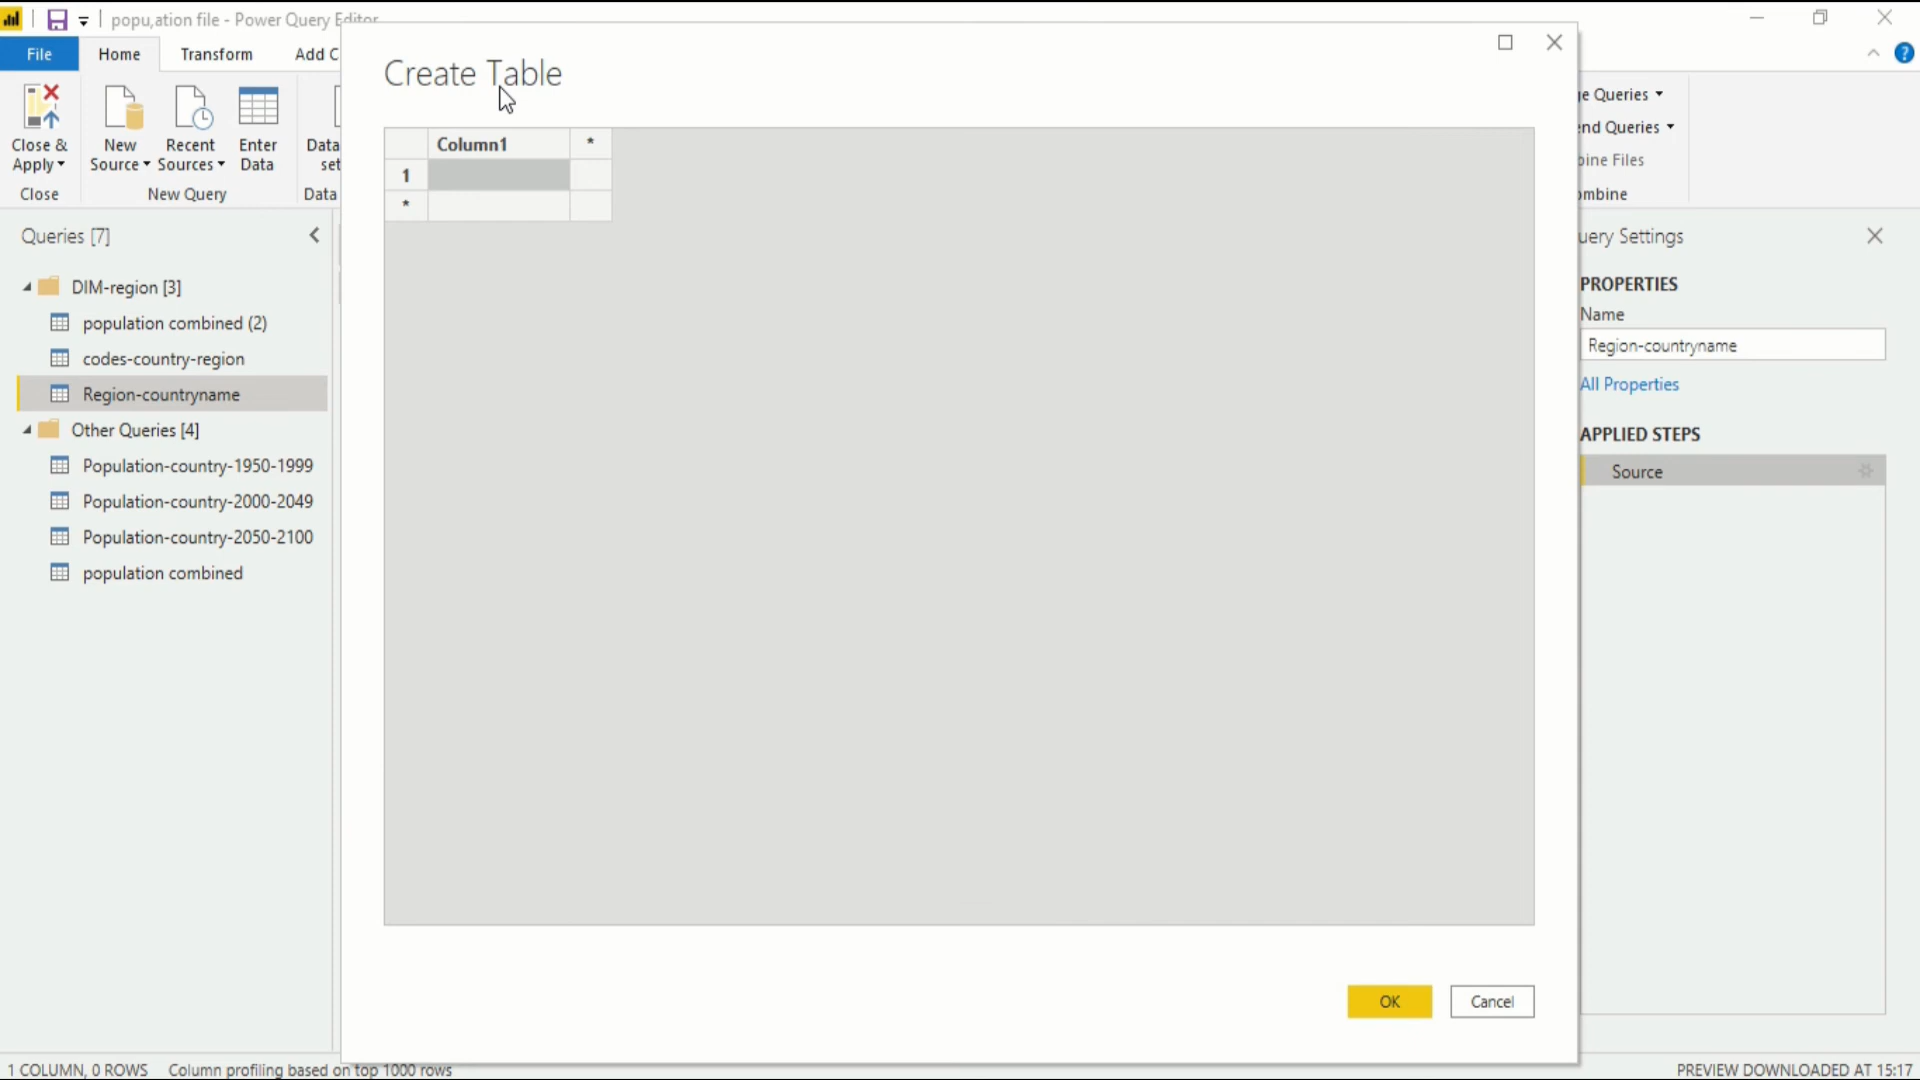 popu,ation file - Power Query Editor
File
Home
Transform
Add C
Close &
Apply
New
Source
Recent
Sources
Enter
Data
Data
set
Close
New Query
Data
Create Table
ge Queries
end Queries
bine Files
ombine
Queries [7]
DIM-region [3]
population combined (2)
codes-country-region
Region-countryname
Other Queries [4]
Population-country-1950-1999
Population-country-2000-2049
Population-country-2050-2100
population combined
Column1
*
1
*
OK
Cancel
uery Settings
PROPERTIES
Name
Region-countryname
All Properties
APPLIED STEPS
Source
1 COLUMN, 0 ROWS
Column profiling based on top 1000 rows
PREVIEW DOWNLOADED AT 15:17